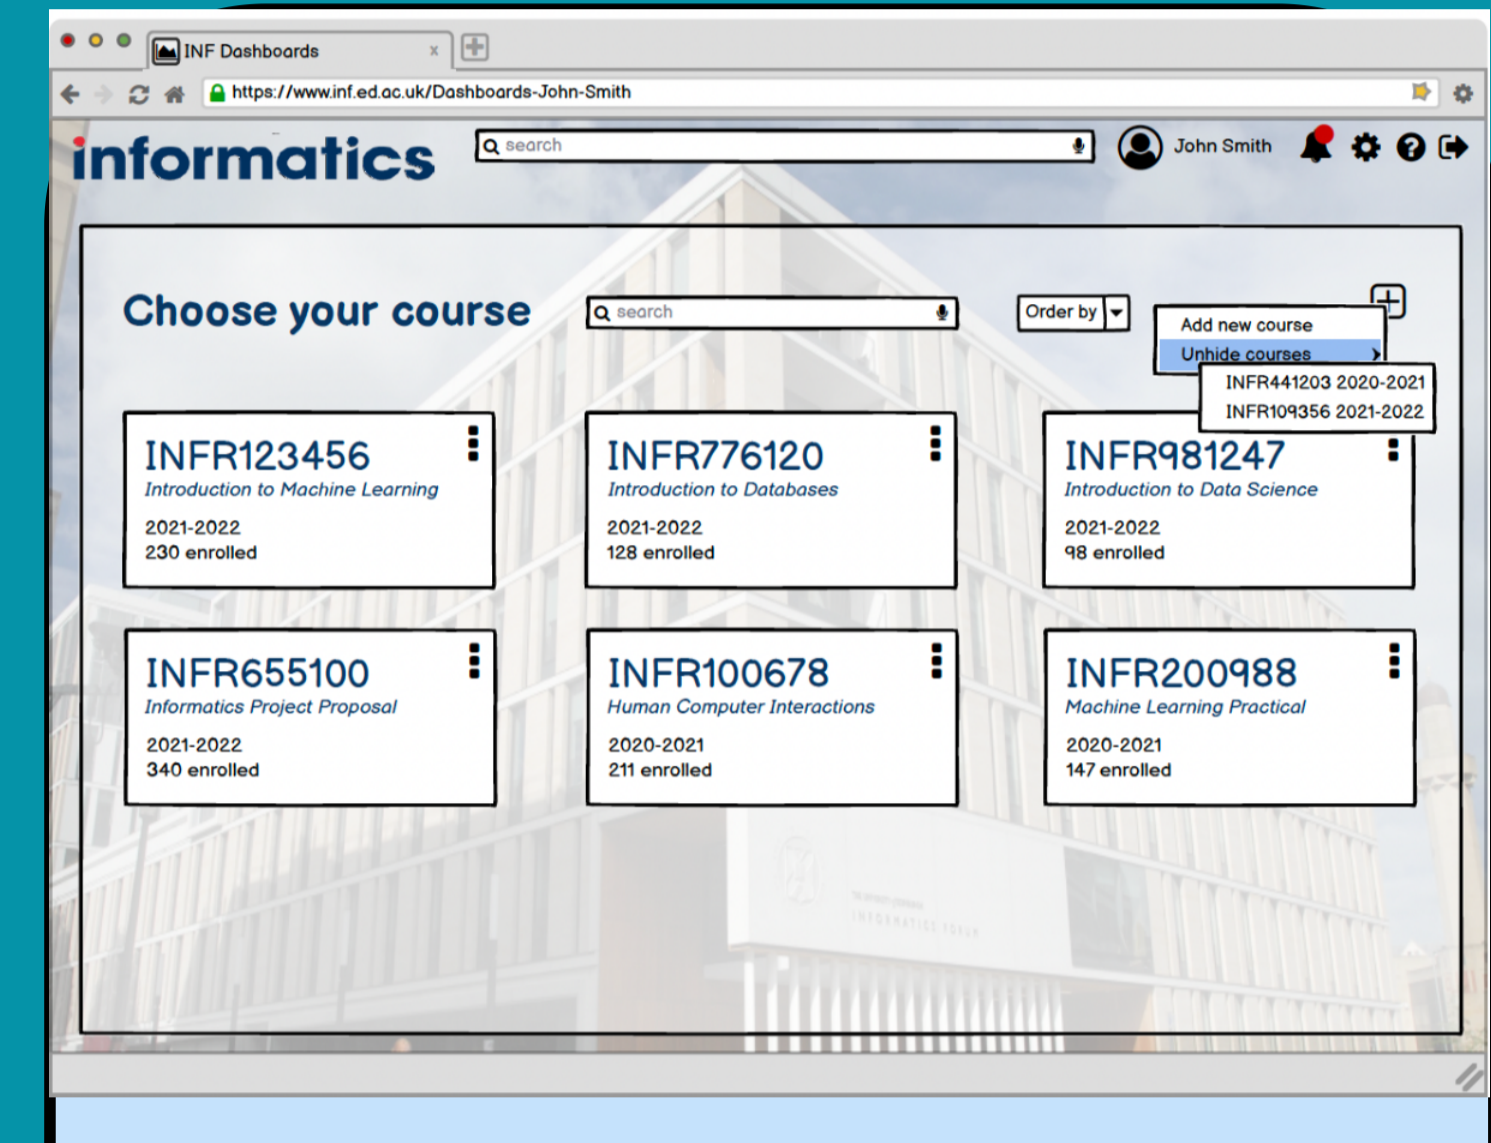 INF Dashboards
https://www.inf.ed.ac.uk/Dashboards-John-Smith
informatics
search
John Smith
Choose your course
search
Order by
Add new course
Unhide courses
INFR441203 2020-2021
INFR109356 2021-2022
INFR123456
Introduction to Machine Learning
2021-2022
230 enrolled
INFR776120
Introduction to Databases
2021-2022
128 enrolled
INFR981247
Introduction to Data Science
2021-2022
98 enrolled
INFR655100
Informatics Project Proposal
2021-2022
340 enrolled
INFR100678
Human Computer Interactions
2020-2021
211 enrolled
INFR200988
Machine Learning Practical
2020-2021
147 enrolled
INFORMATICS FORUM